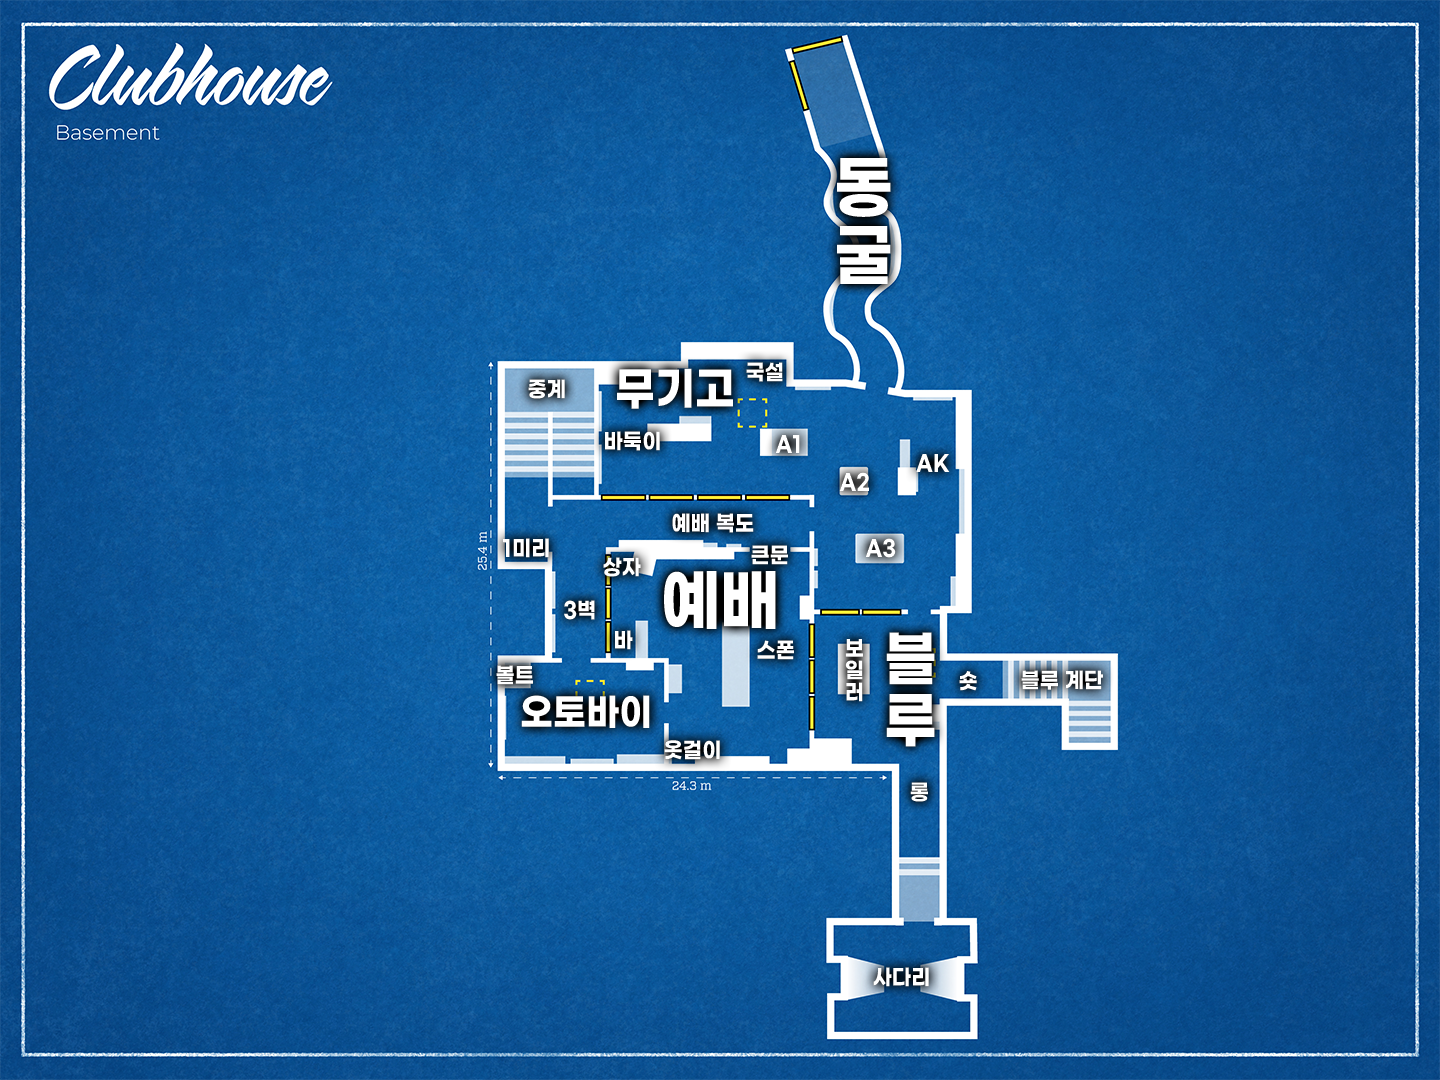 Clubhouse
Basement
동굴
국설
중계
무기고
바둑이
A1
AK
A2
예배 복도
1미리
A3
큰문
상자
예배
3벽
바
스폰
보일러
블루
볼트
숏
블루 계단
오토바이
옷걸이
25.4 m
24.3 m
롱
사다리